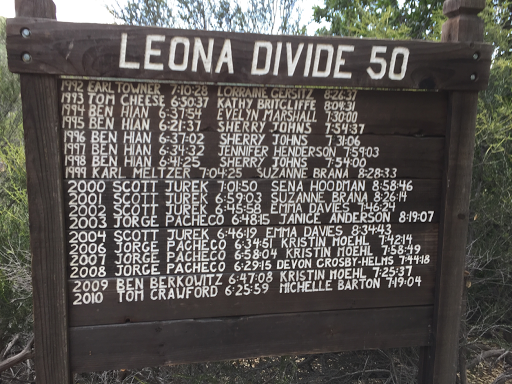 LEONA DIVIDE 50
1992 EARL TOWNER 7:10:28 LORRAINE GERSITZ 8:26:37
1993 TOM CHEESE 6:50:37 KATHY BRITCLIFFE 8:04:31
1994 BEN HIAN 6:37:54 EVELYN MARSHALL 7:30:00
1995 BEN HIAN 6:21:37 SHERRY JOHNS 7:54:37
1996 BEN HIAN 6:37:02 SHERRY JOHNS 7:31:06
1997 BEN HIAN 6:34:32 JENNIFER HENDERSON 7:59:03
1998 BEN HIAN 6:41:25 SHERRY JOHNS 7:54:00
1999 KARL MELTZER 7:04:25 SUZANNE BRANA 8:28:33
2000 SCOTT JUREK 7:01:50 SENA HOODMAN 8:58:46
2001 SCOTT JUREK 6:59:03 SUZANNE BRANA 8:26:14
2002 SCOTT JUREK 6:45:58 EMMA DAVIES 7:46:24
2003 JORGE PACHECO 6:48:15 JANICE ANDERSON 8:19:07
2004 SCOTT JUREK 6:46:19 EMMA DAVIES 8:34:43
2006 JORGE PACHECO 6:34:51 KRISTIN MOEHL 7:42:14
2007 JORGE PACHECO 6:58:04 KRISTIN MOEHL 7:58:49
2008 JORGE PACHECO 6:29:15 DEVON CROSBY-HELMS 7:44:18
2009 BEN BERKOWITZ 6:47:08 KRISTIN MOEHL 7:25:37
2010 TOM CRAWFORD 6:25:59 MICHELLE BARTON 7:19:04